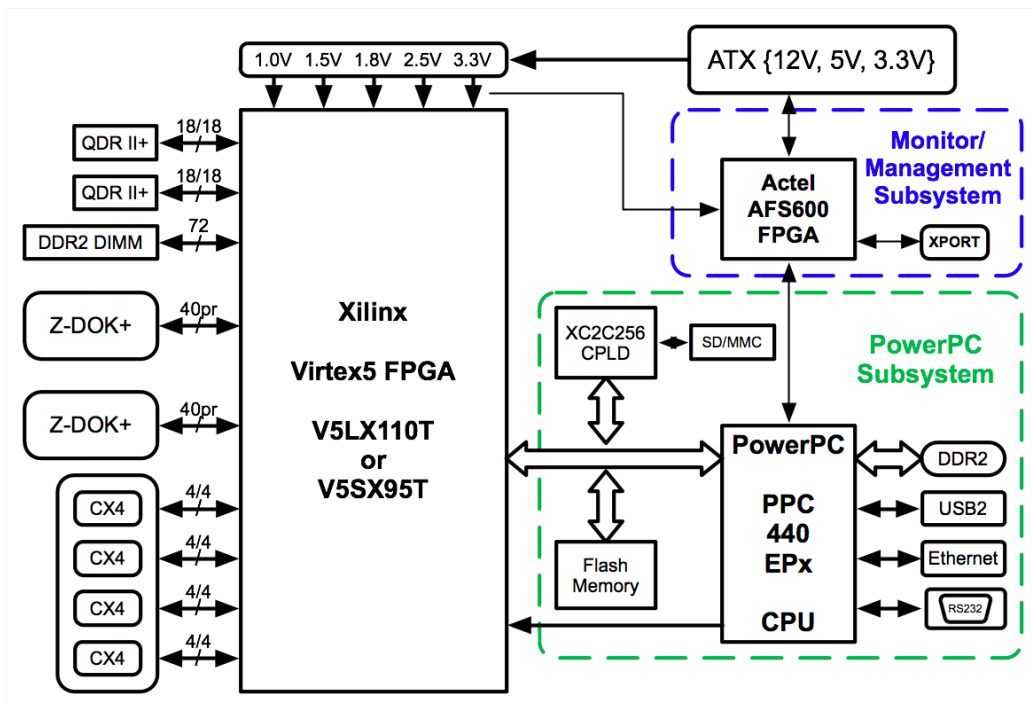 1.0V 1.5V 1.8V 2.5V 3.3V
ATX {12V, 5V, 3.3V}
QDR II+
18/18
QDR II+
18/18
DDR2 DIMM
72
Z-DOK+
40pr
Z-DOK+
40pr
CX4
4/4
CX4
4/4
CX4
4/4
CX4
4/4
Xilinx
Virtex5 FPGA
V5LX110T
or
V5SX95T
Monitor/
Management
Subsystem
Actel
AFS600
FPGA
XPORT
XC2C256
CPLD
SD/MMC
PowerPC
Subsystem
Flash
Memory
PowerPC
PPC
440
EPx
CPU
DDR2
USB2
Ethernet
RS232